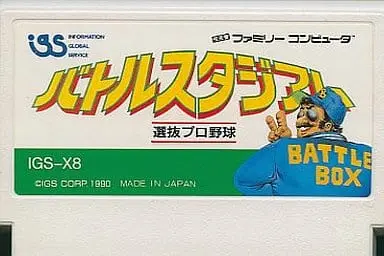 igs INFORMATION
GLOBAL
SERVICE
ファミリー コンピュータ
バトルスタジアム
選抜プロ野球
IGS-X8
©IGS CORP. 1990 MADE IN JAPAN
BATTLE
BOX